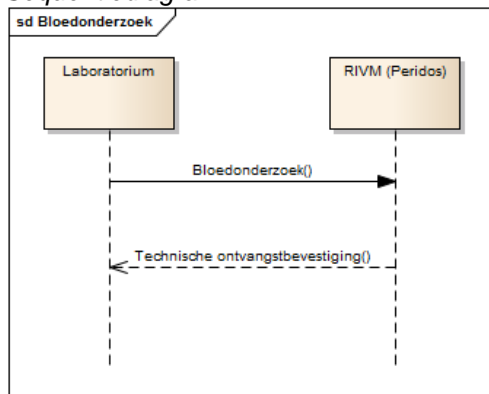 sd Bloedonderzoek
Laboratorium
RIVM (Peridos)
Bloedonderzoek()
Technische ontvangstbevestiging()